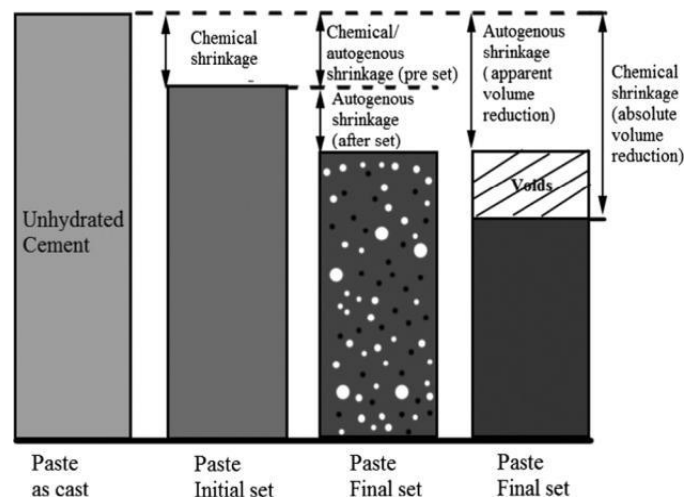 Unhydrated
Cement
Chemical
shrinkage
Chemical/
autogenous
shrinkage (pre set)
Autogenous
shrinkage
(after set)
Autogenous
shrinkage
(apparent
volume
reduction)
Voids
Chemical
shrinkage
(absolute
volume
reduction)
Paste
as cast
Paste
Initial set
Paste
Final set
Paste
Final set